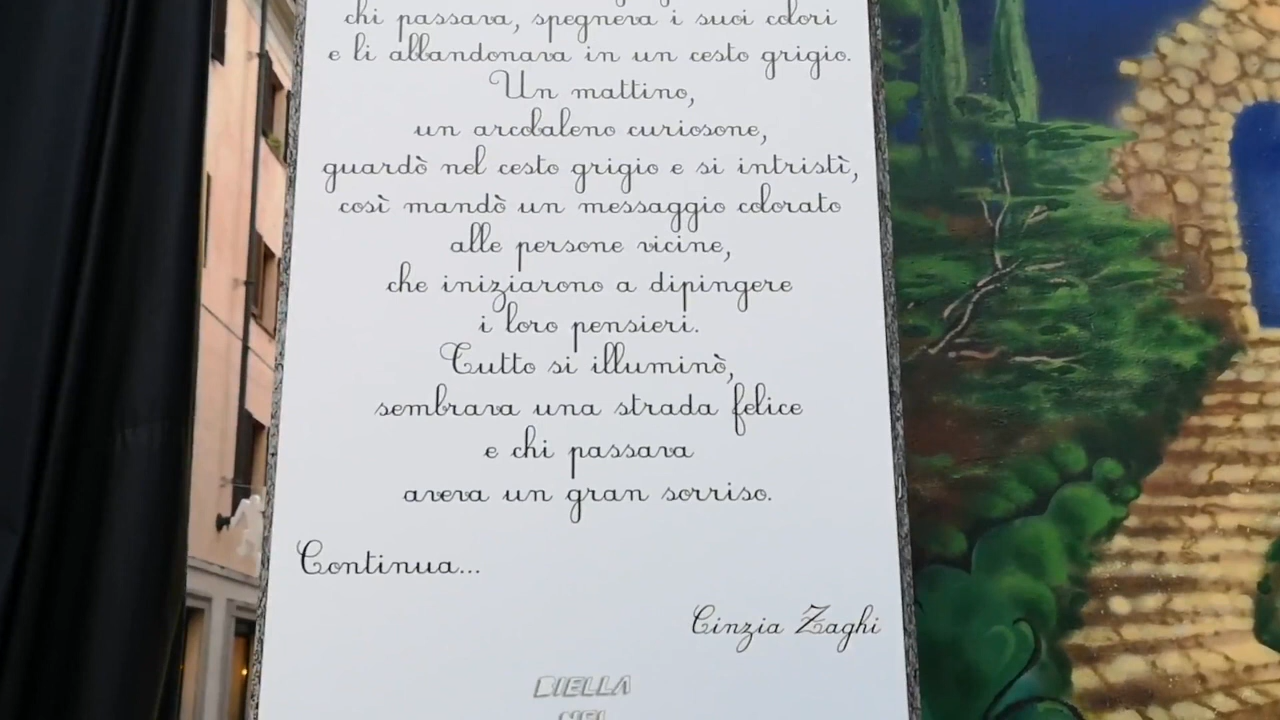 chi passava, spegneva i suoi colori
e li abbandonava in un cesto grigio.
Un mattino,
un arcobaleno curiosone,
guardò nel cesto grigio e si intristì,
così mandò un messaggio colorato
alle persone vicine,
che iniziarono a dipingere
i loro pensieri.
Tutto si illuminò,
sembrava una strada felice
e chi passava
aveva un gran sorriso.
Continua...
Cinzia Zaghi
BIELLA
NEL